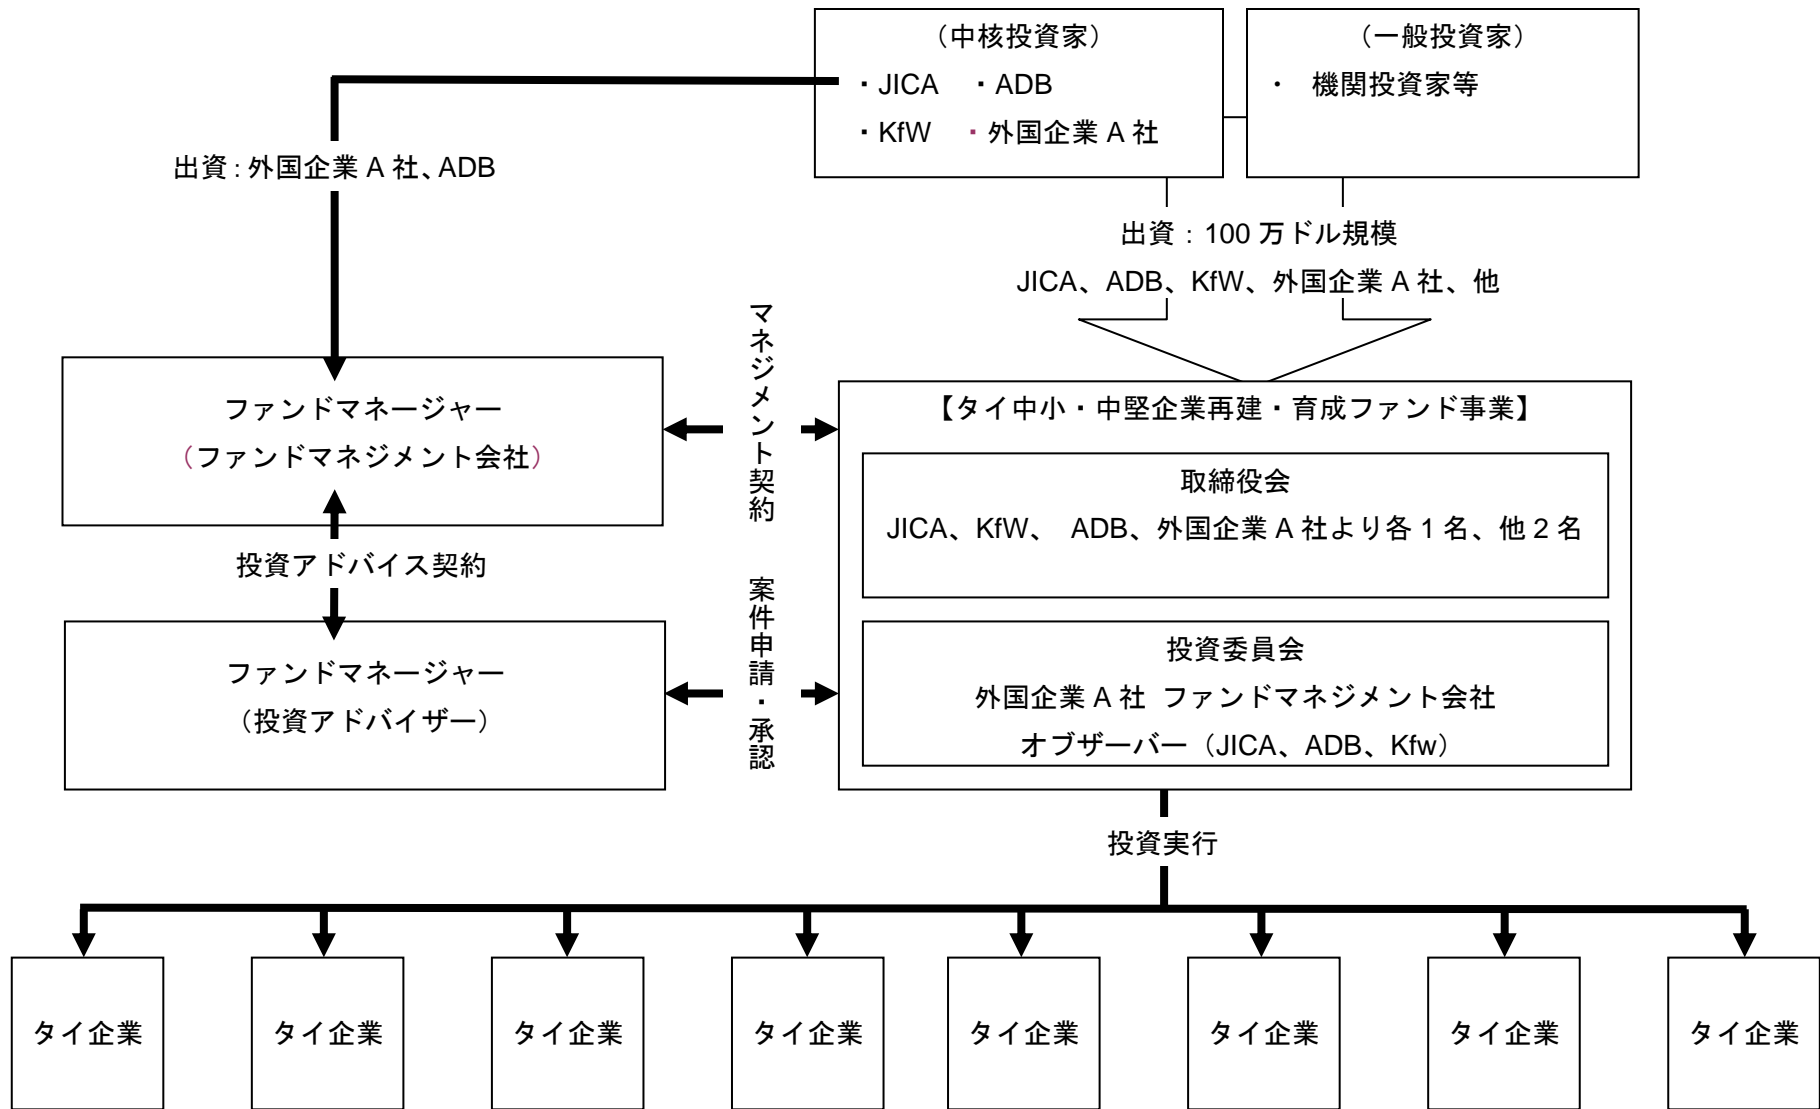 （中核投資家）
・JICA ・ADB
・KfW ・外国企業 A 社
（一般投資家）
・ 機関投資家等
出資：外国企業 A 社、ADB
出資：100 万ドル規模
JICA、ADB、KfW、外国企業 A 社、他
ファンドマネージャー
（ファンドマネジメント会社）
マネジメント契約
【タイ中小・中堅企業再建・育成ファンド事業】
取締役会
JICA、KfW、 ADB、外国企業 A 社より各 1 名、他 2 名
投資アドバイス契約
ファンドマネージャー
（投資アドバイザー）
案件申請・承認
投資委員会
外国企業 A 社 ファンドマネジメント会社
オブザーバー（JICA、ADB、Kfw）
投資実行
タイ企業
タイ企業
タイ企業
タイ企業
タイ企業
タイ企業
タイ企業
タイ企業